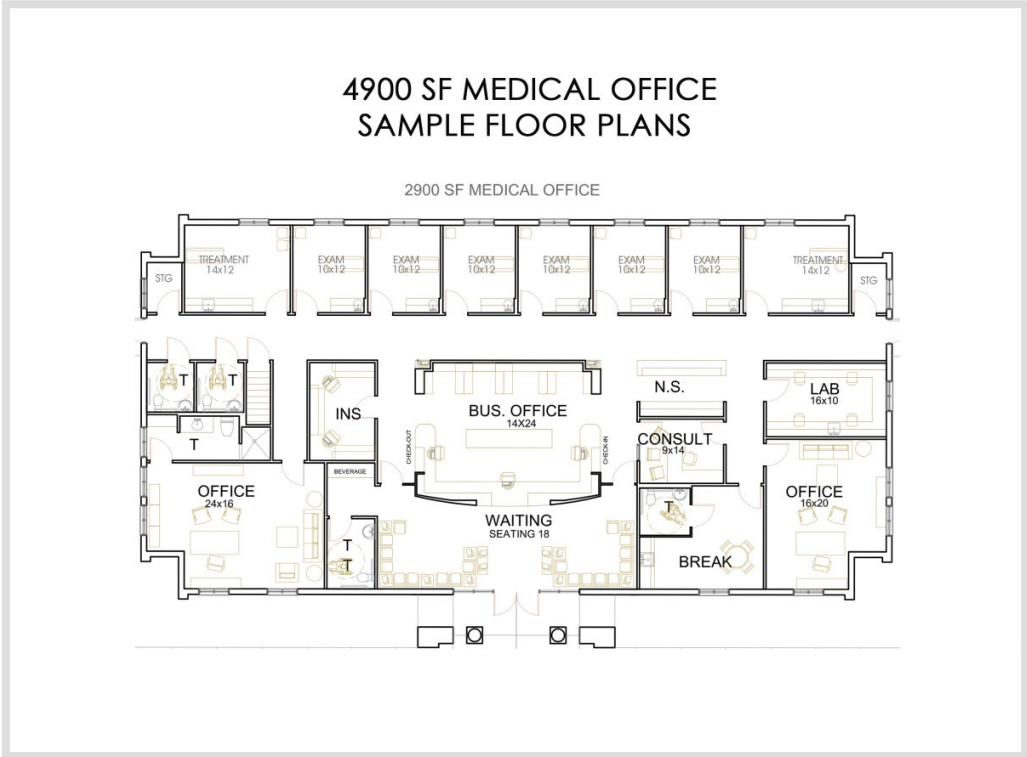 4900 SF MEDICAL OFFICE
SAMPLE FLOOR PLANS
2900 SF MEDICAL OFFICE
STG
TREATMENT
14x12
EXAM
10x12
EXAM
10x12
EXAM
10x12
EXAM
10x12
EXAM
10x12
EXAM
10x12
TREATMENT
14x12
STG
T
T
T
INS
BUS. OFFICE
14X24
CHECK-OUT
CHECK-IN
N.S.
CONSULT
9x14
LAB
16x10
OFFICE
24x16
BEVERAGE
T
T
WAITING
SEATING 18
T
BREAK
OFFICE
16x20